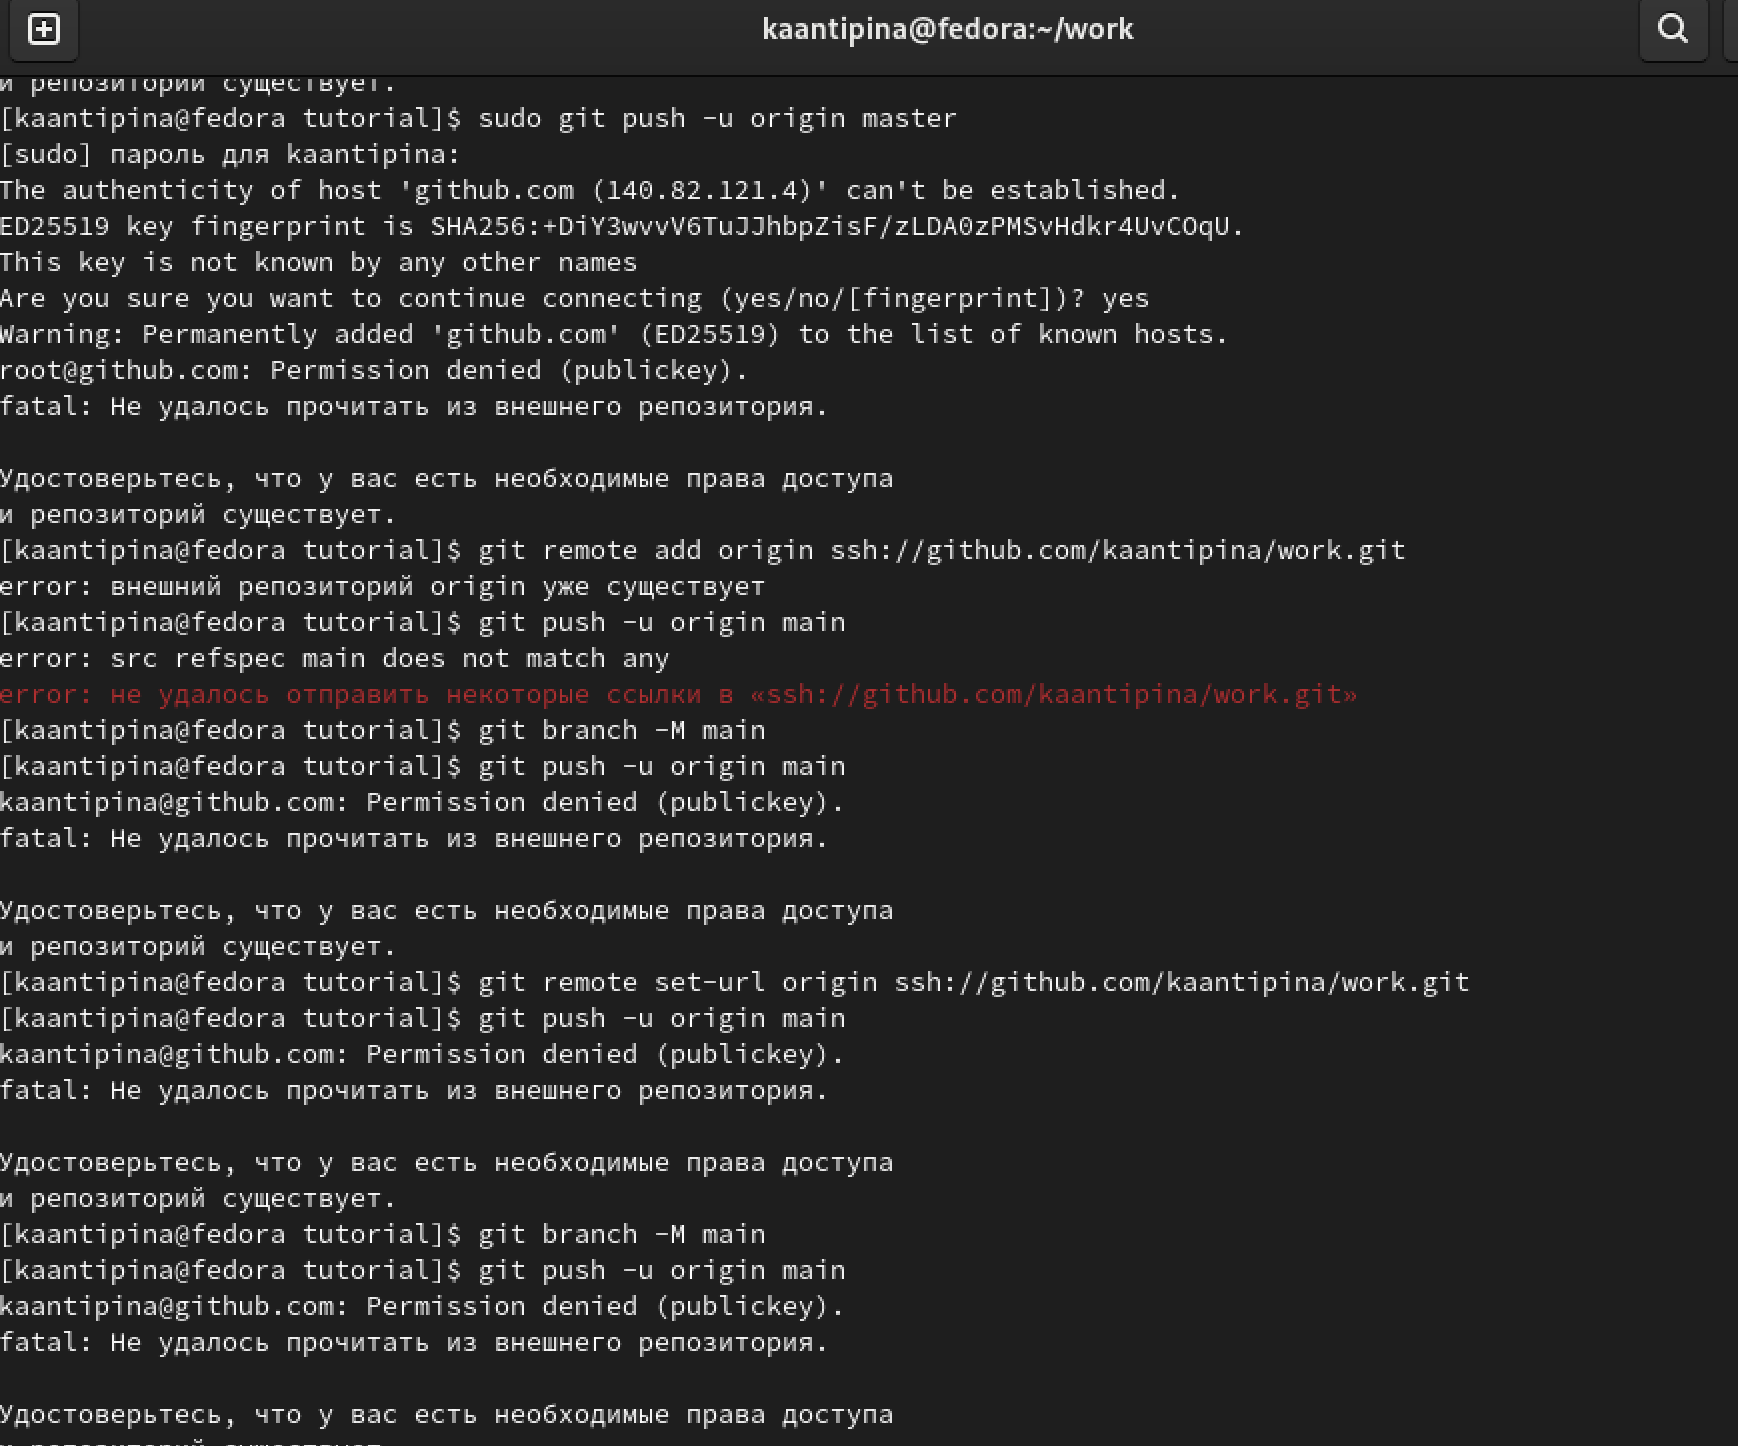 kaantipina@fedora:~/work
и репозиторий существует.
[kaantipina@fedora tutorial]$ sudo git push -u origin master
[sudo] пароль для kaantipina:
The authenticity of host 'github.com (140.82.121.4)' can't be established.
ED25519 key fingerprint is SHA256:+DiY3wvvV6TuJJhbpZisF/zLDA0zPMSvHdkr4UvCOqU.
This key is not known by any other names
Are you sure you want to continue connecting (yes/no/[fingerprint])? yes
Warning: Permanently added 'github.com' (ED25519) to the list of known hosts.
root@github.com: Permission denied (publickey).
fatal: Не удалось прочитать из внешнего репозитория.
Удостоверьтесь, что у вас есть необходимые права доступа
и репозиторий существует.
[kaantipina@fedora tutorial]$ git remote add origin ssh://github.com/kaantipina/work.git
error: внешний репозиторий origin уже существует
[kaantipina@fedora tutorial]$ git push -u origin main
error: src refspec main does not match any
error: не удалось отправить некоторые ссылки в «ssh://github.com/kaantipina/work.git»
[kaantipina@fedora tutorial]$ git branch -M main
[kaantipina@fedora tutorial]$ git push -u origin main
kaantipina@github.com: Permission denied (publickey).
fatal: Не удалось прочитать из внешнего репозитория.
Удостоверьтесь, что у вас есть необходимые права доступа
и репозиторий существует.
[kaantipina@fedora tutorial]$ git remote set-url origin ssh://github.com/kaantipina/work.git
[kaantipina@fedora tutorial]$ git push -u origin main
kaantipina@github.com: Permission denied (publickey).
fatal: Не удалось прочитать из внешнего репозитория.
Удостоверьтесь, что у вас есть необходимые права доступа
и репозиторий существует.
[kaantipina@fedora tutorial]$ git branch -M main
[kaantipina@fedora tutorial]$ git push -u origin main
kaantipina@github.com: Permission denied (publickey).
fatal: Не удалось прочитать из внешнего репозитория.
Удостоверьтесь, что у вас есть необходимые права доступа